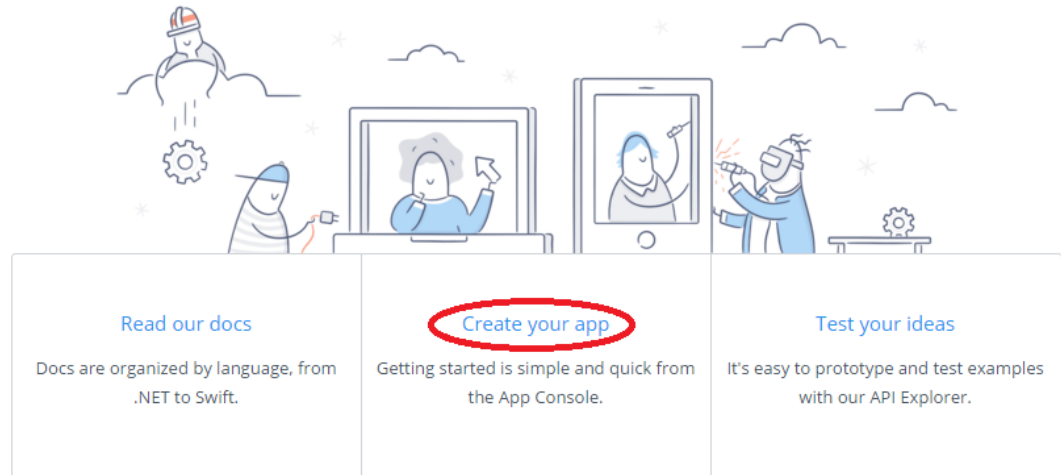 Read our docs
Docs are organized by language, from
.NET to Swift.
Create your app
Getting started is simple and quick from
the App Console.
Test your ideas
It's easy to prototype and test examples
with our API Explorer.